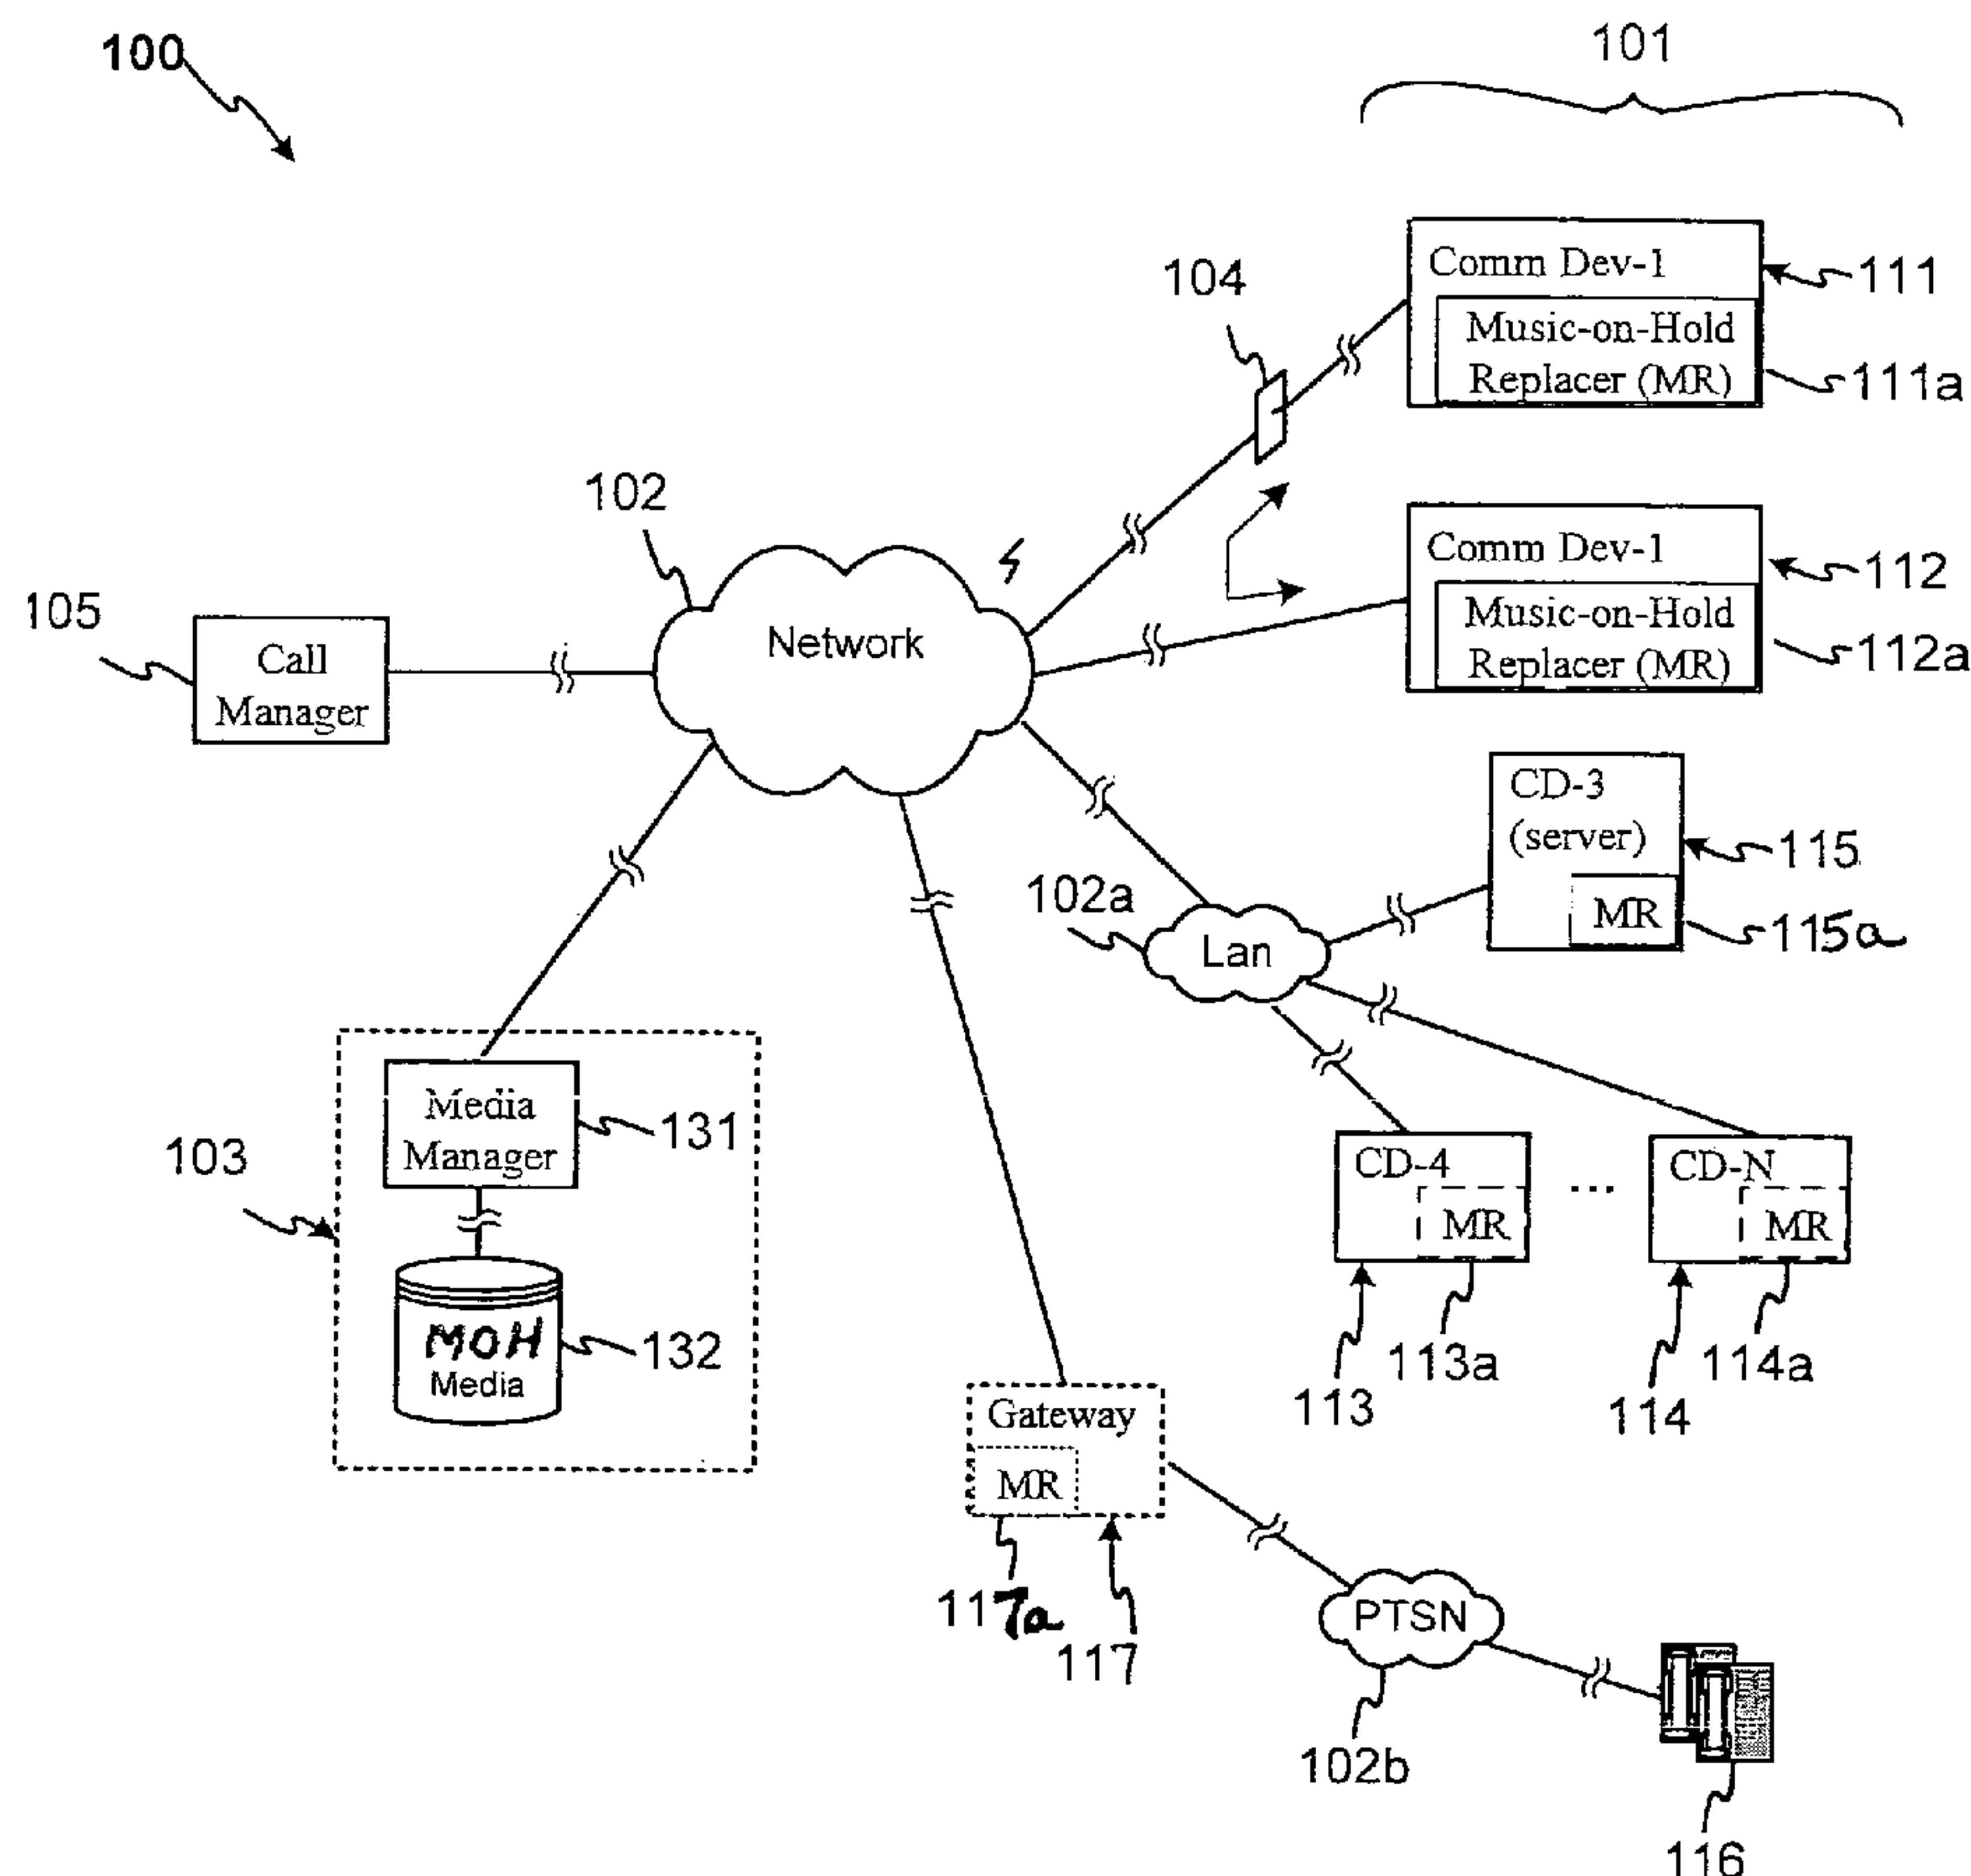 100
101
104
Comm Dev-1
111
Music-on-Hold
Replacer (MR)
111a
102
Comm Dev-1
112
Music-on-Hold
Replacer (MR)
112a
105
Call
Manager
Network
CD-3
(server)
115
MR
115a
102a
Lan
103
Media
Manager
131
MOH
Media
132
CD-4
MR
...
CD-N
MR
113
113a
114
114a
Gateway
MR
117a
117
PTSN
102b
116